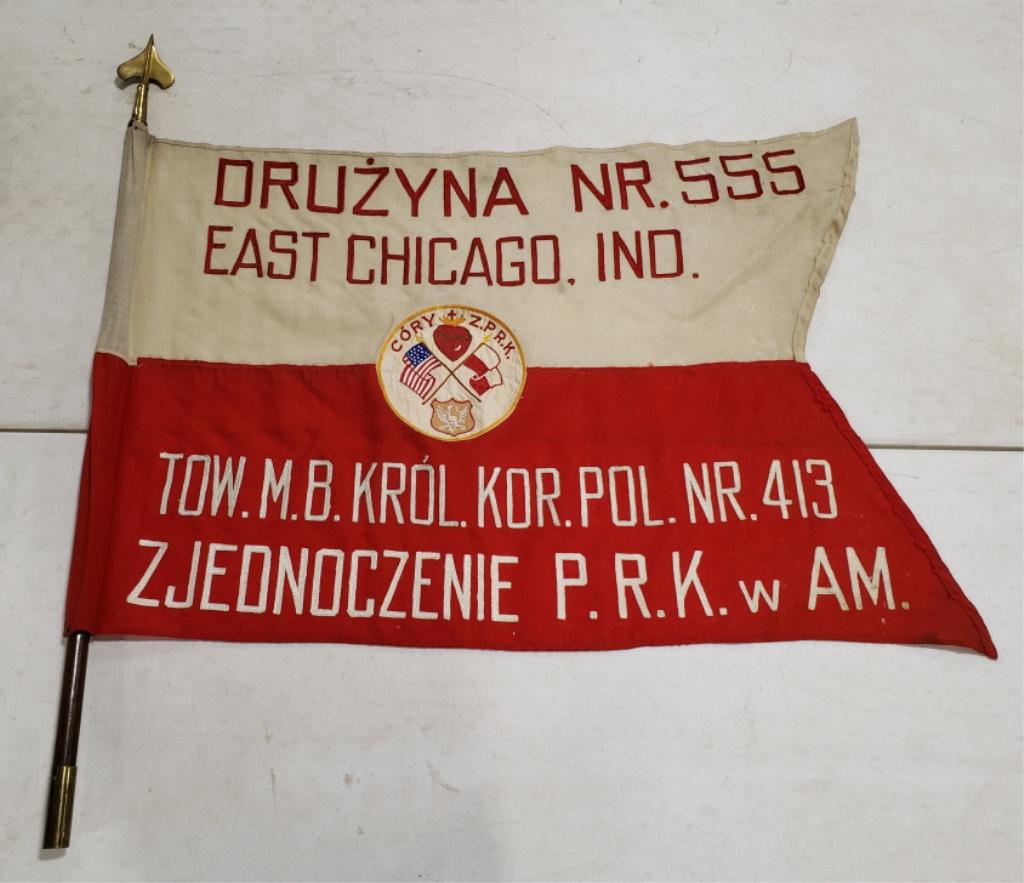 DRUŻYNA NR. 555
EAST CHICAGO, IND.
CÓRY + Z.P.R.K.
TOW. M.B. KRÓL. KOR. POL. NR. 413
ZJEDNOCZENIE P. R. K. w AM.